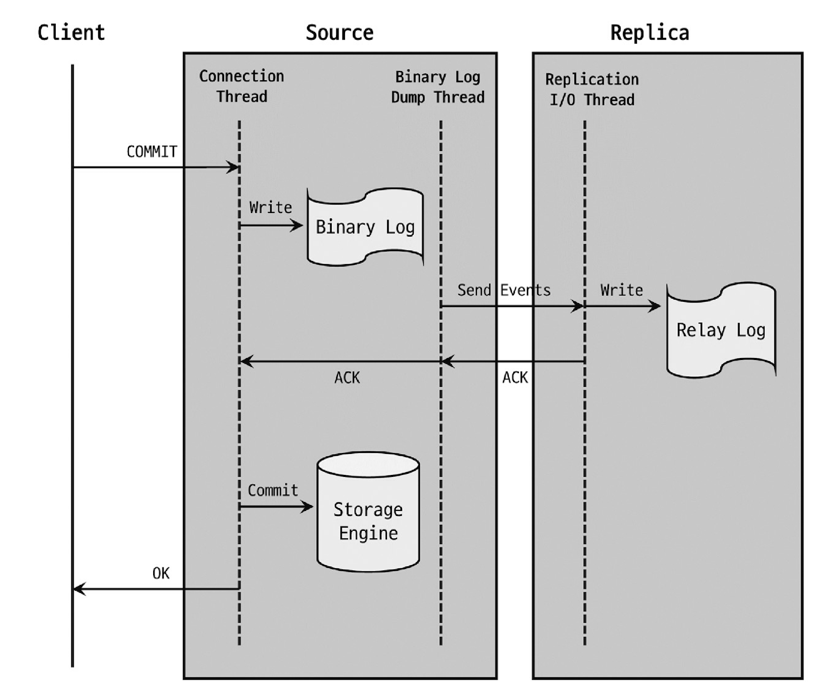 Client
Source
Replica
Connection
Thread
Binary Log
Dump Thread
Replication
I/O Thread
COMMIT
Write
Binary Log
Send Events
Write
Relay Log
ACK
ACK
Commit
Storage
Engine
OK